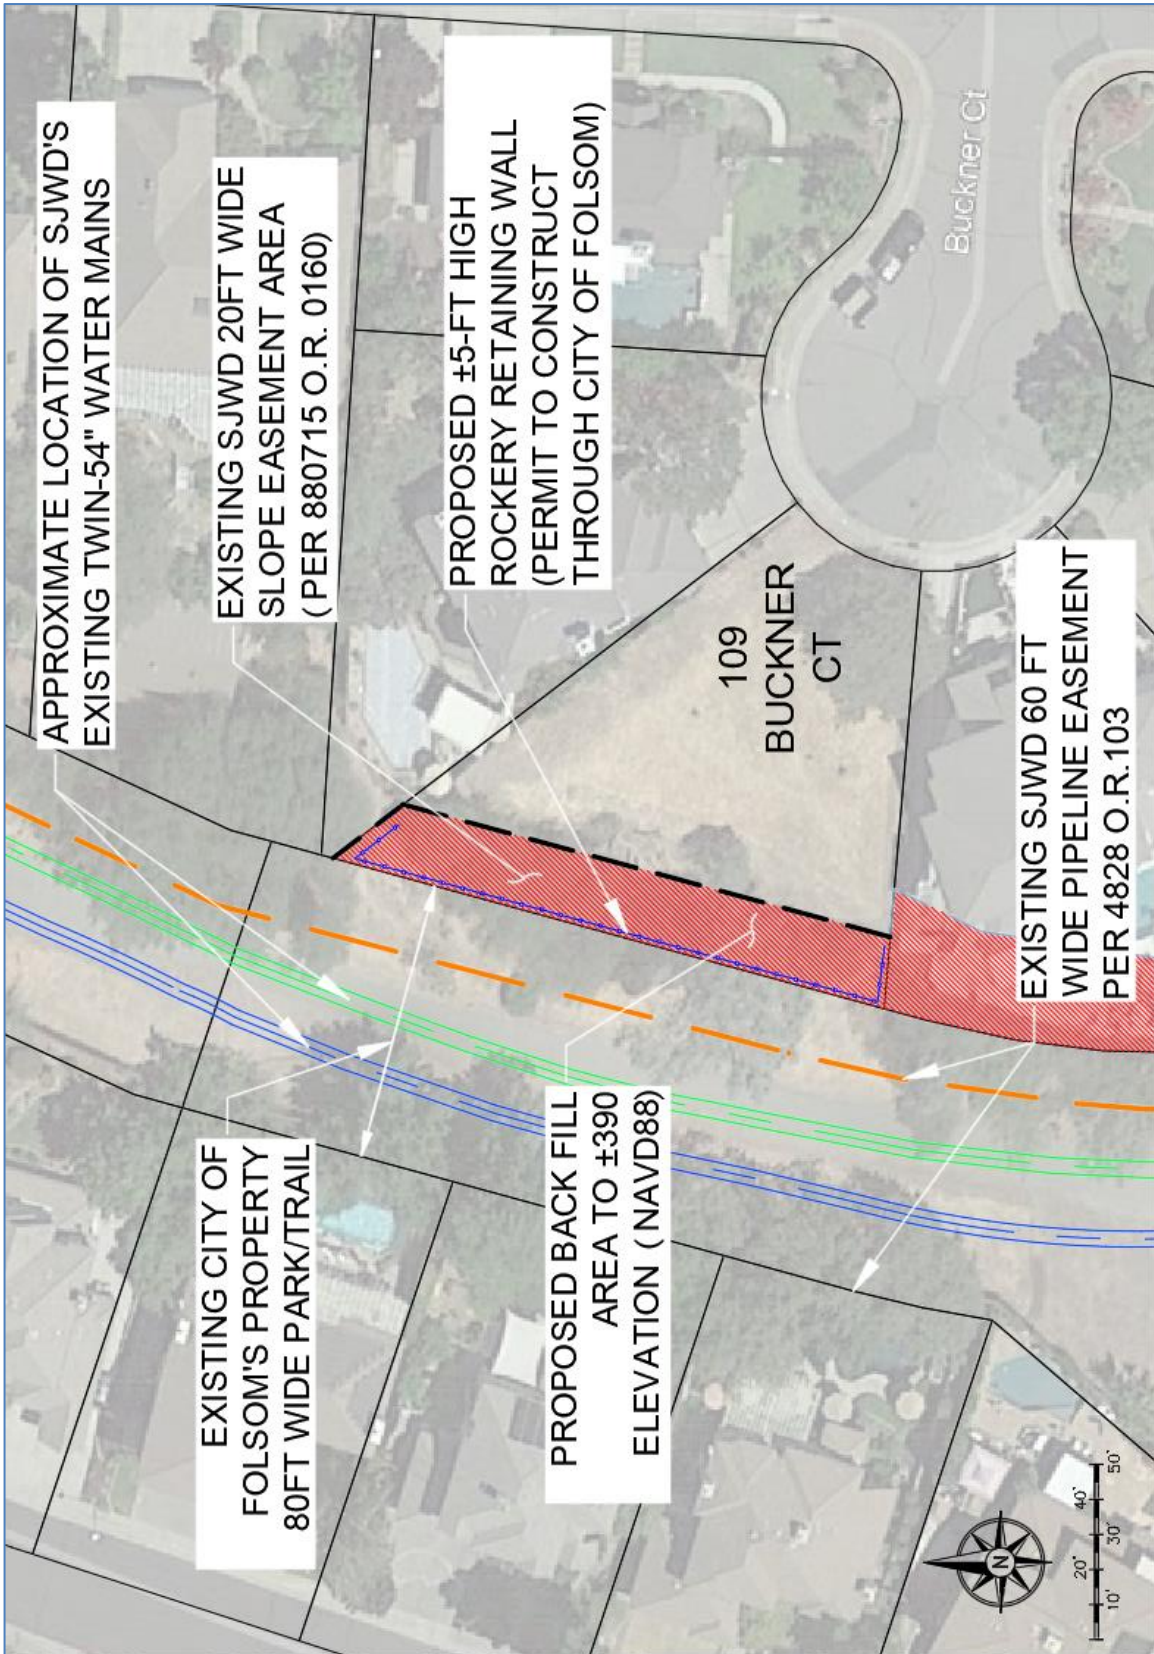 APPROXIMATE LOCATION OF SJWD'S
EXISTING TWIN-54" WATER MAINS
EXISTING SJWD 20FT WIDE
SLOPE EASEMENT AREA
(PER 880715 O.R. 0160)
PROPOSED ±5-FT HIGH
ROCKERY RETAINING WALL
(PERMIT TO CONSTRUCT
THROUGH CITY OF FOLSOM)
Buckner Ct
109
BUCKNER
CT
EXISTING CITY OF
FOLSOM'S PROPERTY
80FT WIDE PARK/TRAIL
PROPOSED BACK FILL
AREA TO ±390
ELEVATION (NAVD88)
EXISTING SJWD 60 FT
WIDE PIPELINE EASEMENT
PER 4828 O.R.103
N
10' 20' 30' 40' 50'